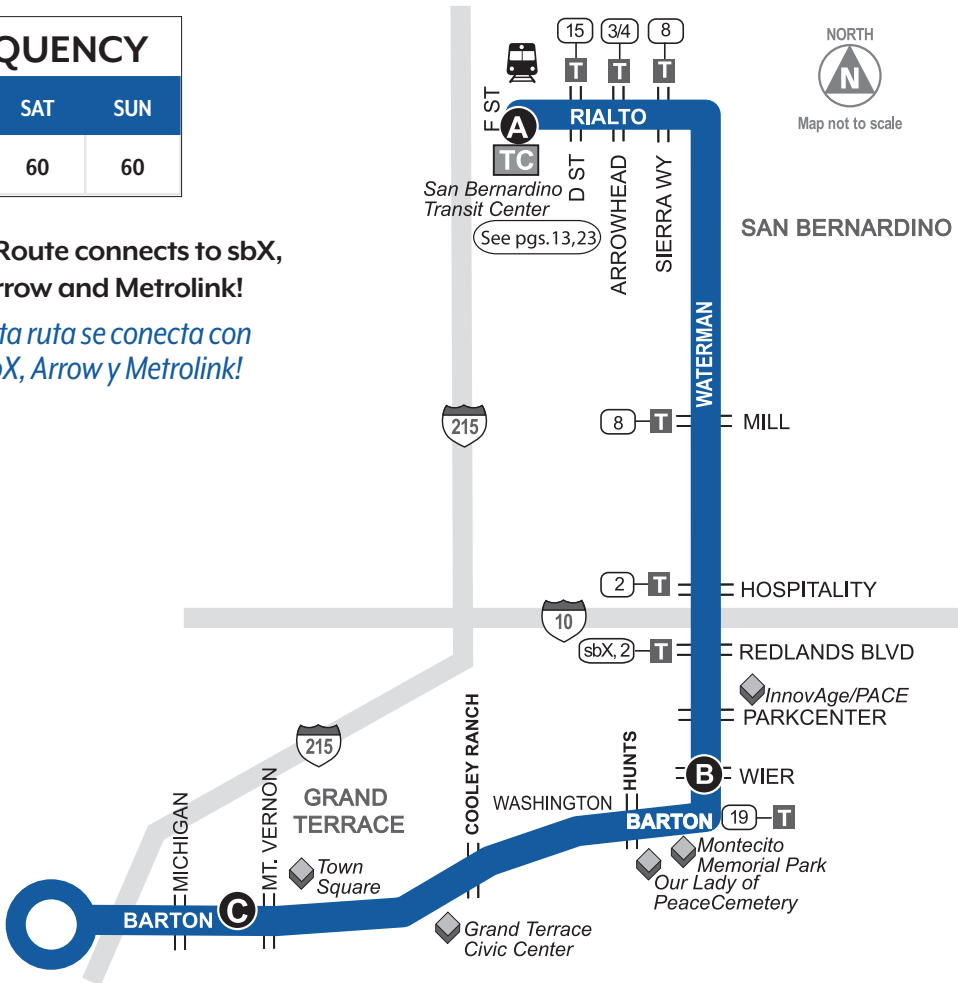 QUENCY
SAT SUN
60 60
Route connects to sbX,
rrow and Metrolink!
ta ruta se conecta con
bX, Arrow y Metrolink!
15 3/4 8
T T T
NORTH
N
Map not to scale
F ST
A
RIALTO
TC
San Bernardino
Transit Center
See pgs.13,23
D ST
ARROWHEAD
SIERRA WY
SAN BERNARDINO
WATERMAN
215
8 T MILL
2 T HOSPITALITY
10
sbX, 2 T REDLANDS BLVD
InnovAge/PACE
PARKCENTER
B WIER
215
GRAND
TERRACE
COOLEY RANCH
WASHINGTON
HUNTS
BARTON
19 T
Montecito
Memorial Park
Our Lady of
PeaceCemetery
MICHIGAN
MT. VERNON
Town
Square
BARTON C
Grand Terrace
Civic Center